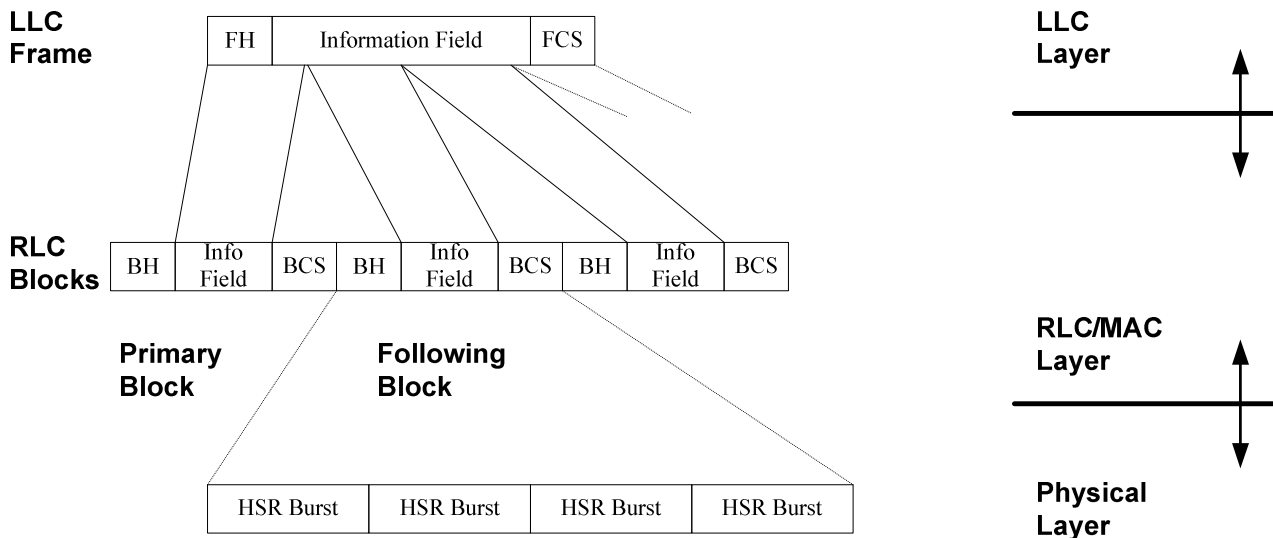 LLC
Frame
FH
Information Field
FCS
LLC
Layer
RLC
Blocks
BH
Info
Field
BCS
BH
Info
Field
BCS
BH
Info
Field
BCS
Primary
Block
Following
Block
RLC/MAC
Layer
HSR Burst
HSR Burst
HSR Burst
HSR Burst
Physical
Layer